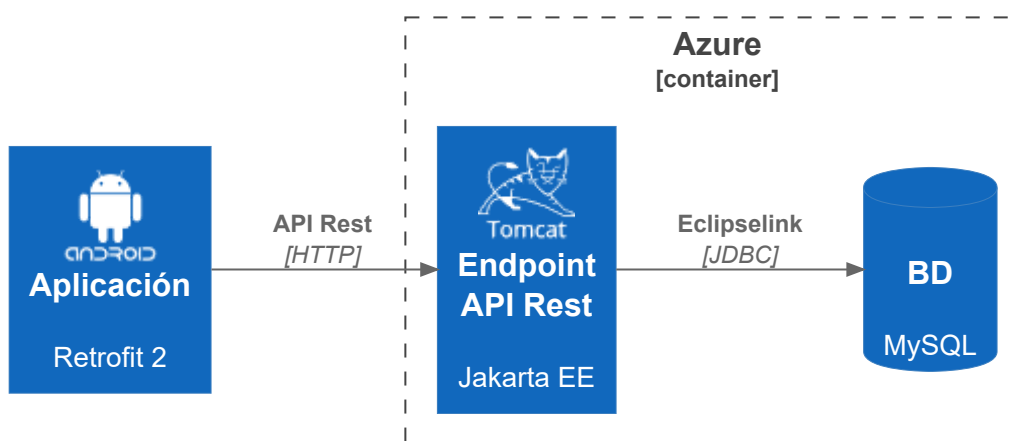 Azure
[container]
ANDROID
Aplicación
Retrofit 2
API Rest
[HTTP]
Tomcat
Endpoint
API Rest
Jakarta EE
Eclipselink
[JDBC]
BD
MySQL